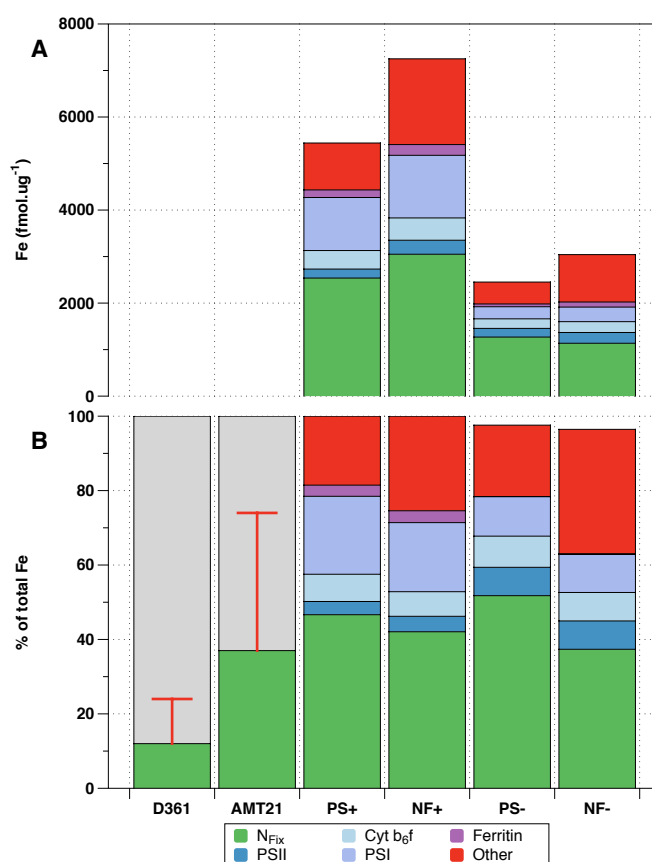 A
8000
6000
4000
2000
0
Fe (fmol.ug⁻¹)
B
100
80
60
40
20
0
% of total Fe
D361 AMT21 PS+ NF+ PS- NF-
N_Fix Cyt b₆f Ferritin
PSII PSI Other